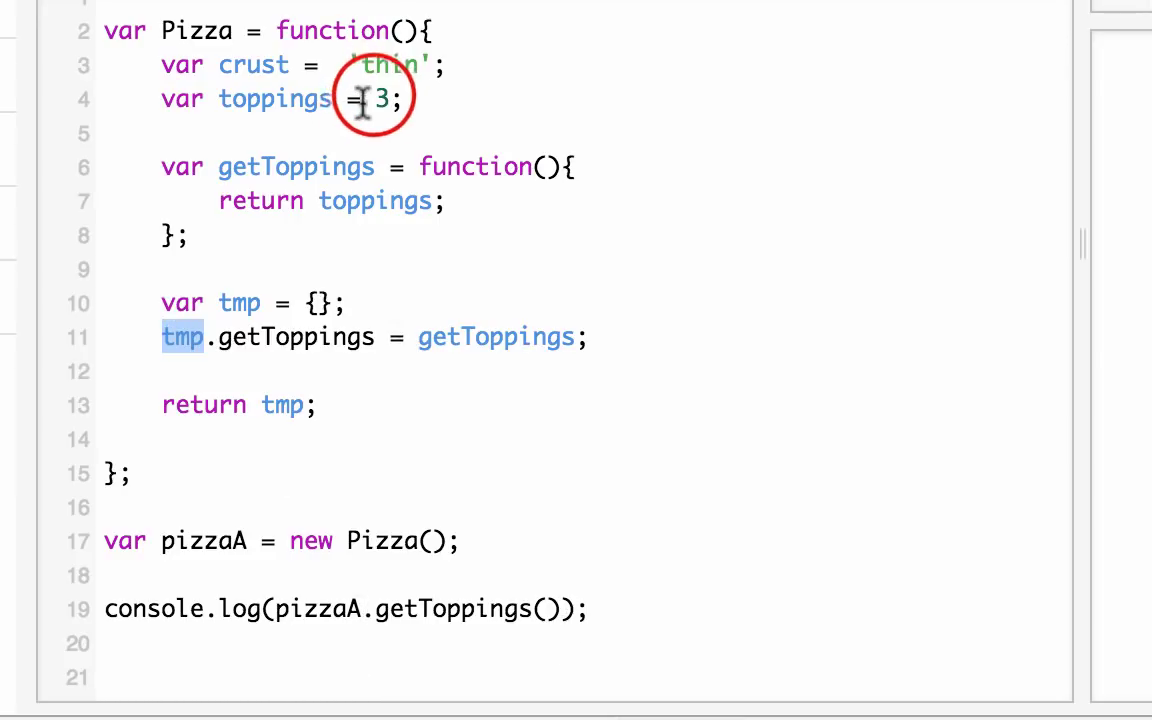 2 var Pizza = function(){
3 var crust =  'thin';
4 var toppings = 3;
5
6 var getToppings = function(){
7 return toppings;
8 };
9
10 var tmp = {};
11 tmp.getToppings = getToppings;
12
13 return tmp;
14
15 };
16
17 var pizzaA = new Pizza();
18
19 console.log(pizzaA.getToppings());
20
21